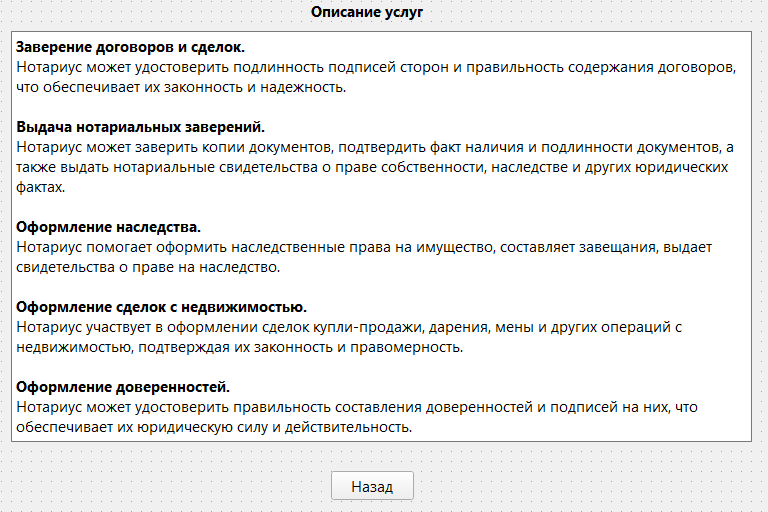 Описание услуг
Заверение договоров и сделок.
Нотариус может удостоверить подлинность подписей сторон и правильность содержания договоров,
что обеспечивает их законность и надежность.
Выдача нотариальных заверений.
Нотариус может заверить копии документов, подтвердить факт наличия и подлинности документов, а
также выдать нотариальные свидетельства о праве собственности, наследстве и других юридических
фактах.
Оформление наследства.
Нотариус помогает оформить наследственные права на имущество, составляет завещания, выдает
свидетельства о праве на наследство.
Оформление сделок с недвижимостью.
Нотариус участвует в оформлении сделок купли-продажи, дарения, мены и других операций с
недвижимостью, подтверждая их законность и правомерность.
Оформление доверенностей.
Нотариус может удостоверить правильность составления доверенностей и подписей на них, что
обеспечивает их юридическую силу и действительность.
Назад